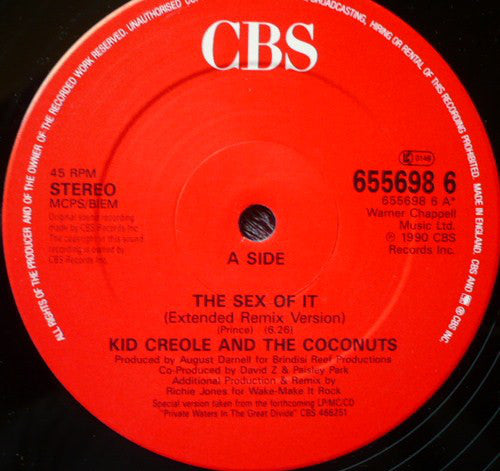 CBS
ALL RIGHTS OF THE PRODUCER AND OF THE OWNER OF THE RECORDED WORK RESERVED. UNAUTHORISED
BROADCASTING, HIRING OR RENTAL OF THIS RECORDING PROHIBITED. MADE IN ENGLAND. CBS AND ARE CBS INC
45 RPM
STEREO
MCPS/BIEM
Original sound recording
made by CBS Records Inc.
The copyright in this sound
recording is owned by
CBS Records Inc.
A SIDE
LC 0149
655698 6
655698 6 A*
Warner Chappell
Music Ltd.
℗ 1990 CBS
Records Inc.
THE SEX OF IT
(Extended Remix Version)
(Prince) (6.26)
KID CREOLE AND THE COCONUTS
Produced by August Darnell for Brindisi Reef Productions
Co-Produced by David Z & Paisley Park
Additional Production & Remix by
Richie Jones for Wake-Make It Rock
Special version taken from the forthcoming LP/MC/CD
"Private Waters In The Great Divide" CBS 466351